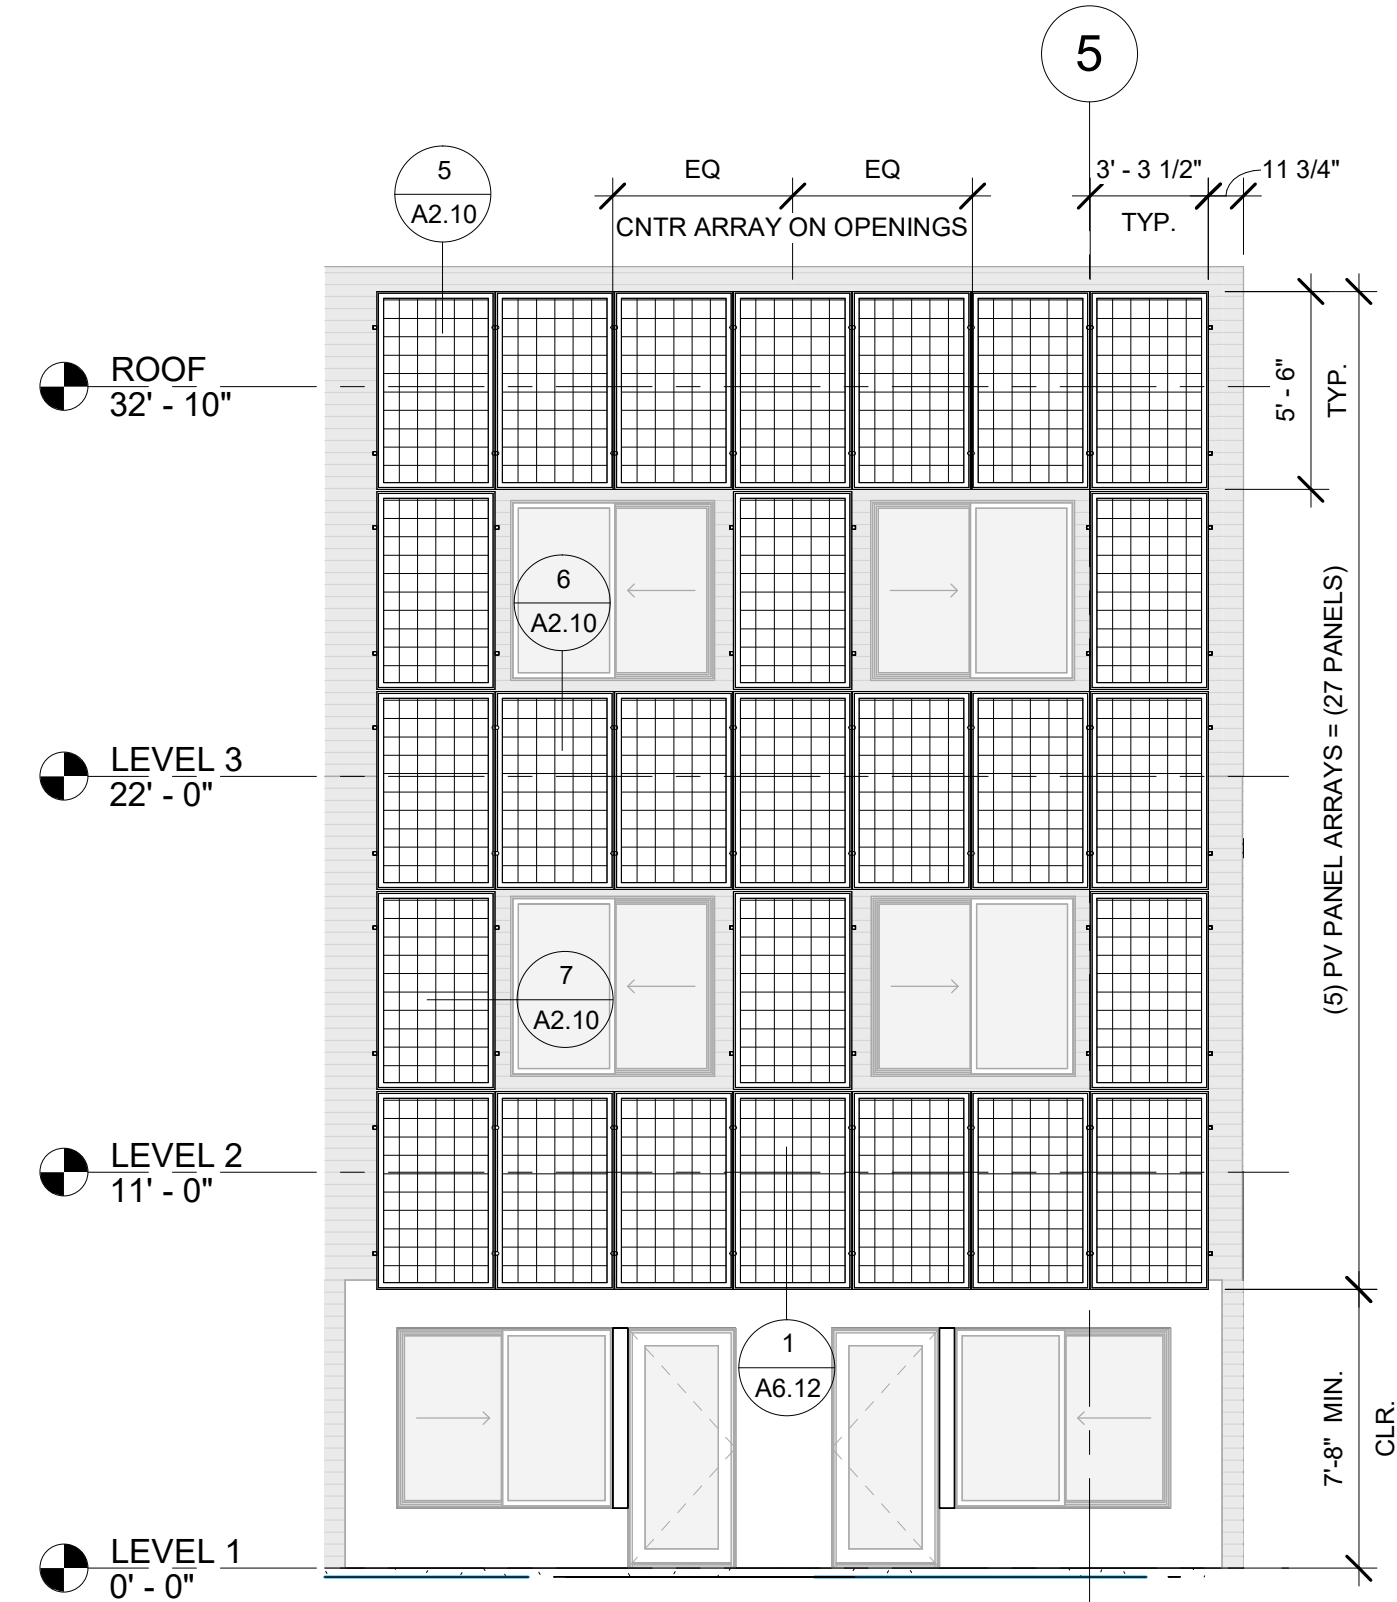 5
5
A2.10
EQ
EQ
3' - 3 1/2"
11 3/4"
CNTR ARRAY ON OPENINGS
TYP.
ROOF
32' - 10"
5' - 6"
TYP.
6
A2.10
(5) PV PANEL ARRAYS = (27 PANELS)
LEVEL 3
22' - 0"
7
A2.10
LEVEL 2
11' - 0"
1
A6.12
7'-8" MIN.
CLR.
LEVEL 1
0' - 0"